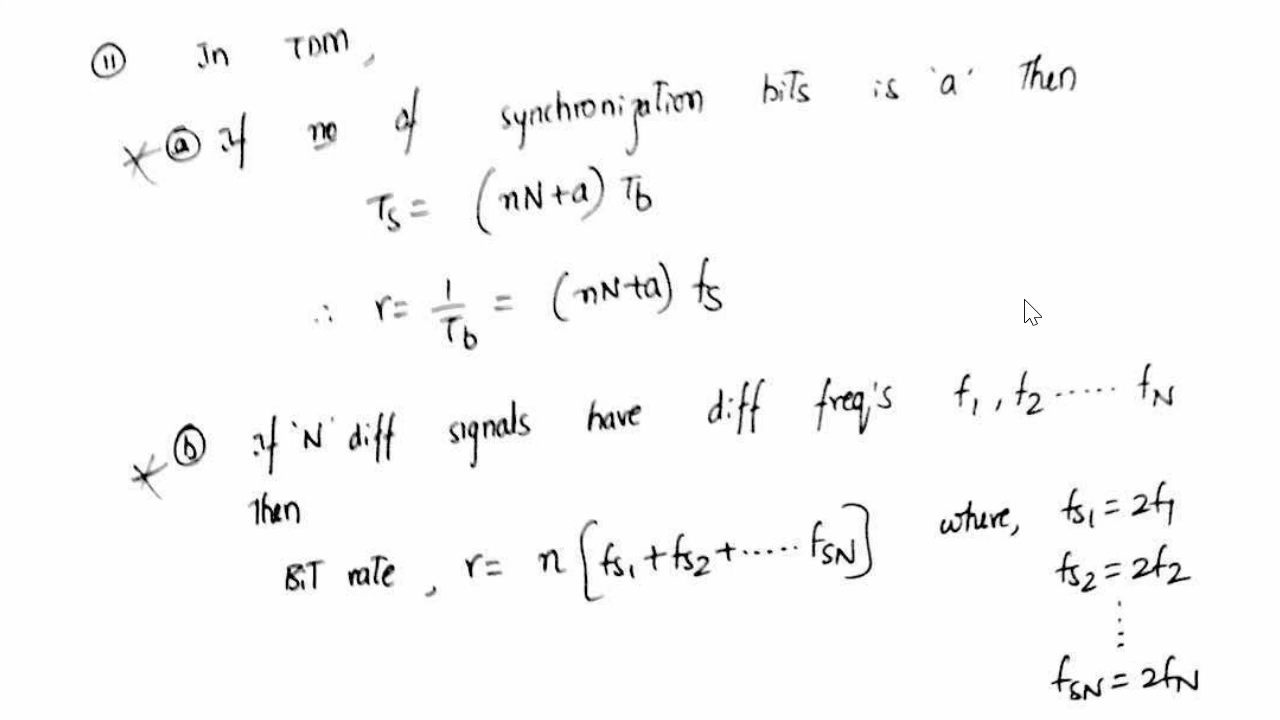 ⑪ In TDM,
ⓐ if no of synchronization bits is 'a' Then
Ts = (nN+a) Tb
∴ r = 1/Tb = (nN+a) fs
ⓑ if 'N' diff signals have diff freq's f1, f2 ...... fN
Then
BiT rate, r = n [fs1 + fs2 + ...... fSN] where, fs1 = 2f1
fs2 = 2f2
⋮
fSN = 2fN